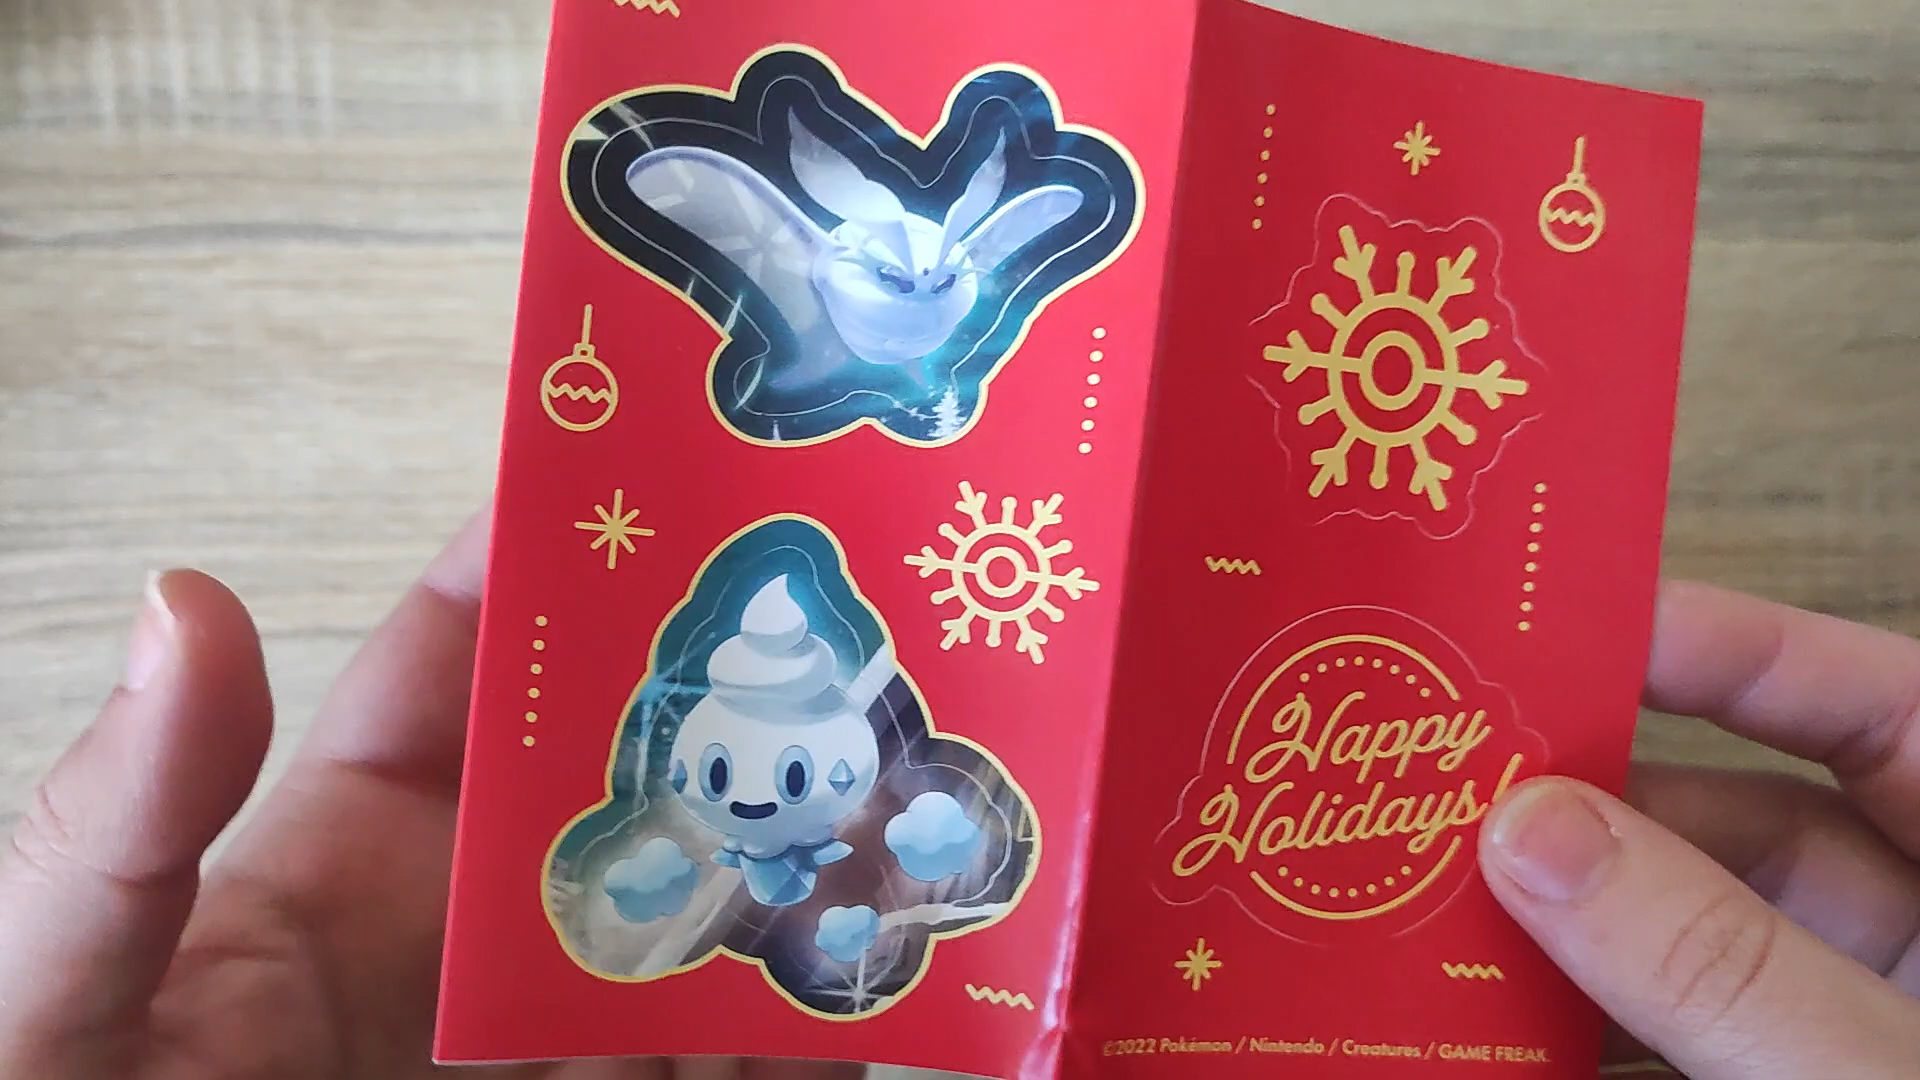 Happy
Holidays!
©2022 Pokémon / Nintendo / Creatures / GAME FREAK.